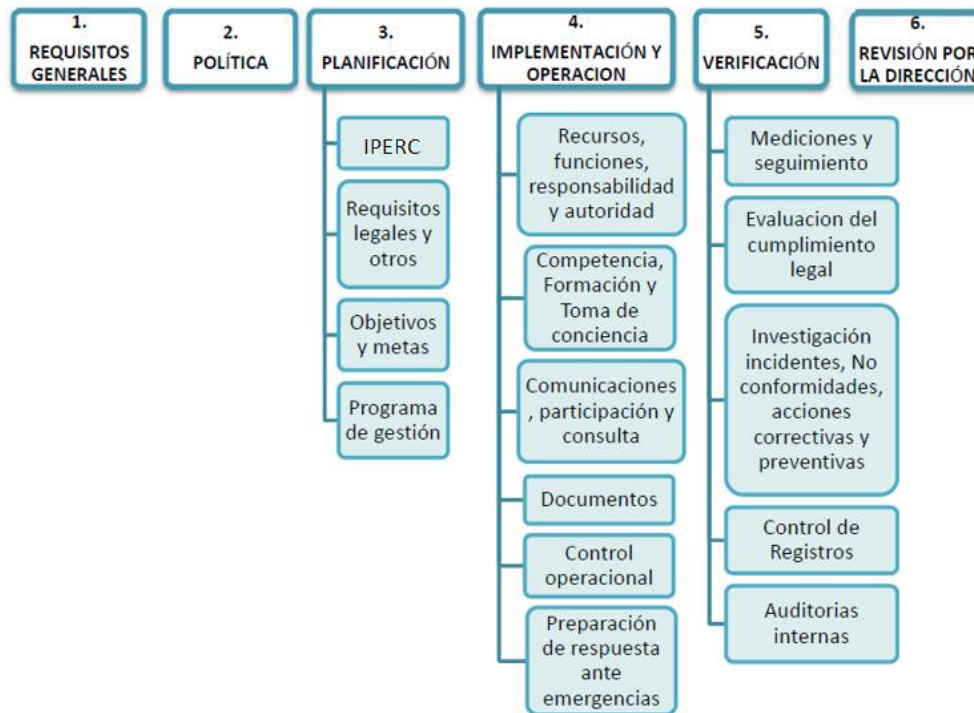 1.
REQUISITOS
GENERALES
2.
POLÍTICA
3.
PLANIFICACIÓN
IPERC
Requisitos
legales y
otros
Objetivos
y metas
Programa
de gestión
4.
IMPLEMENTACIÓN Y
OPERACION
Recursos,
funciones,
responsabilidad
y autoridad
Competencia,
Formación y
Toma de
conciencia
Comunicaciones
, participación y
consulta
Documentos
Control
operacional
Preparación
de respuesta
ante
emergencias
5.
VERIFICACIÓN
Mediciones y
seguimiento
Evaluacion del
cumplimiento
legal
Investigación
incidentes, No
conformidades,
acciones
correctivas y
preventivas
Control de
Registros
Auditorias
internas
6.
REVISIÓN POR
LA DIRECCIÓN